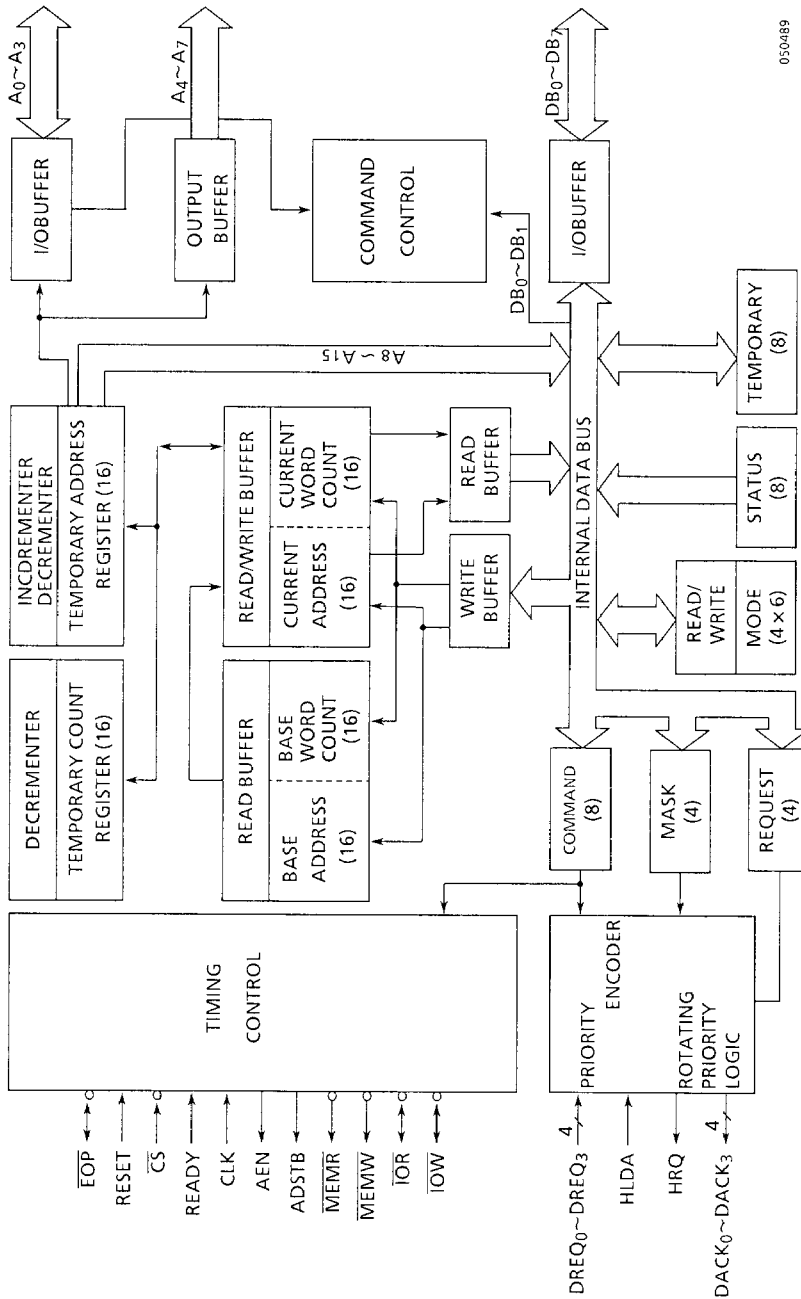 EOP
RESET
CS
READY
CLK
AEN
ADSTB
MEMR
MEMW
IOR
IOW
TIMING
CONTROL
DREQ₀~DREQ₃
4
HLDA
HRQ
DACK₀~DACK₃
4
PRIORITY
ENCODER
ROTATING
PRIORITY
LOGIC
DECREMENTER
TEMPORARY COUNT
REGISTER (16)
INCDREMENTER
DECREMENTER
TEMPORARY ADDRESS
REGISTER (16)
READ BUFFER
BASE
ADDRESS
(16)
BASE
WORD
COUNT
(16)
READ/WRITE BUFFER
CURRENT
ADDRESS
(16)
CURRENT
WORD
COUNT
(16)
WRITE
BUFFER
READ
BUFFER
COMMAND
(8)
MASK
(4)
REQUEST
(4)
INTERNAL DATA BUS
READ/
WRITE
MODE
(4 × 6)
STATUS
(8)
TEMPORARY
(8)
A8 ~ A15
I/OBUFFER
A₀~A₃
OUTPUT
BUFFER
A₄~A₇
COMMAND
CONTROL
DB₀~DB₁
I/OBUFFER
DB₀~DB₇
050489